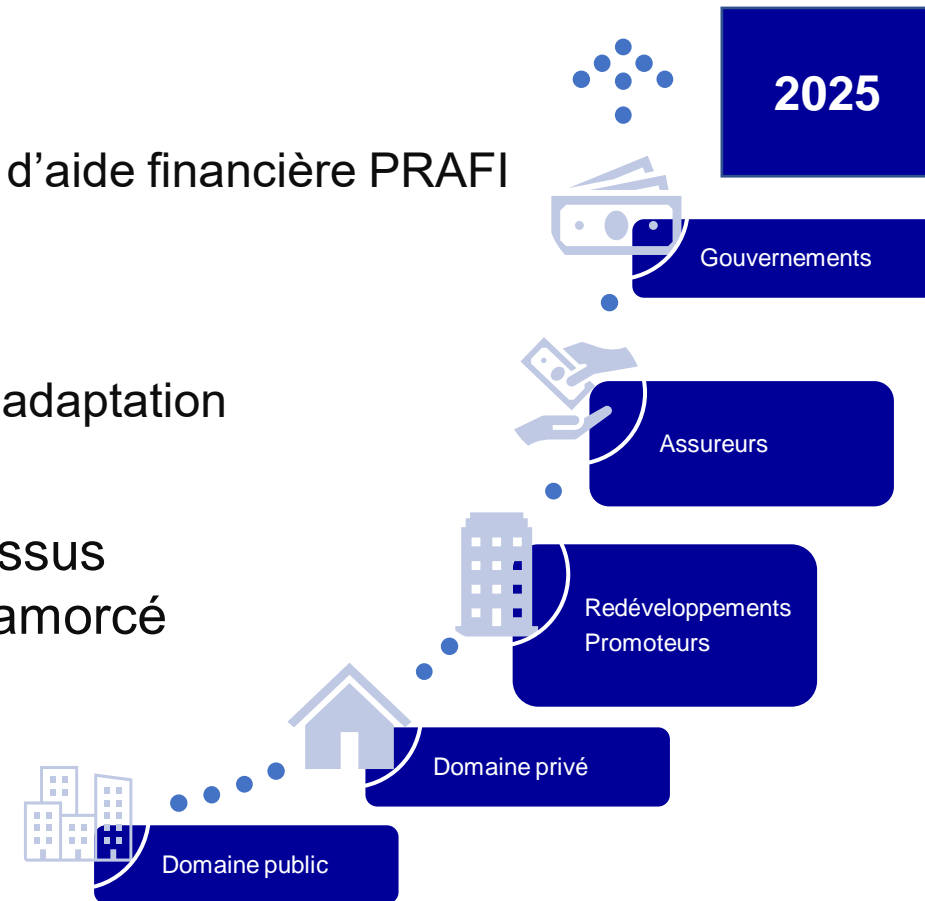 2025
d’aide financière PRAFI
Gouvernements
adaptation
Assureurs
ssus
amorcé
Redéveloppements
Promoteurs
Domaine privé
Domaine public